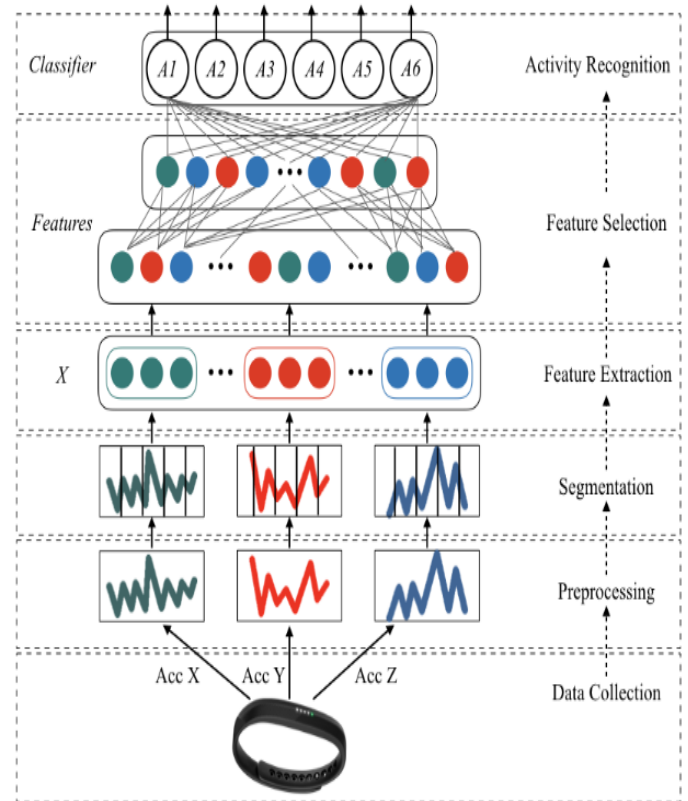 Classifier
A1 A2 A3 A4 A5 A6
Activity Recognition
Features
Feature Selection
X
Feature Extraction
Segmentation
Preprocessing
Acc X
Acc Y
Acc Z
Data Collection